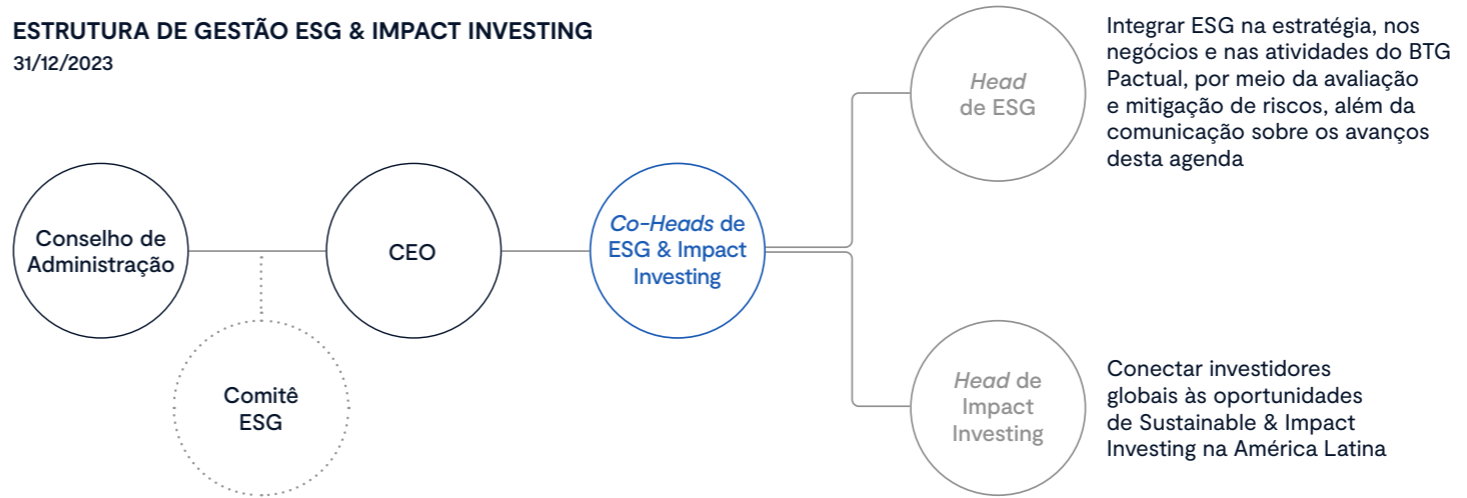 ESTRUTURA DE GESTÃO ESG & IMPACT INVESTING
31/12/2023
Conselho de
Administração
Comitê
ESG
CEO
Co-Heads de
ESG & Impact
Investing
Head
de ESG
Integrar ESG na estratégia, nos
negócios e nas atividades do BTG
Pactual, por meio da avaliação
e mitigação de riscos, além da
comunicação sobre os avanços
desta agenda
Head de
Impact
Investing
Conectar investidores
globais às oportunidades
de Sustainable & Impact
Investing na América Latina